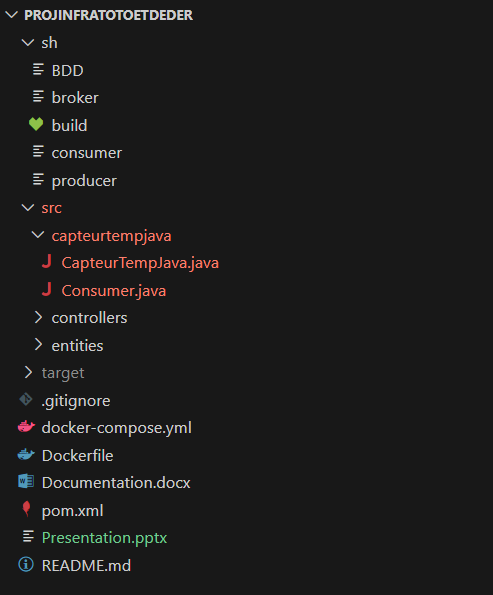 PROJINFRATOTOETDEDER
sh
BDD
broker
build
consumer
producer
src
capteurtempjava
CapteurTempJava.java
Consumer.java
controllers
entities
target
.gitignore
docker-compose.yml
Dockerfile
Documentation.docx
pom.xml
Presentation.pptx
README.md